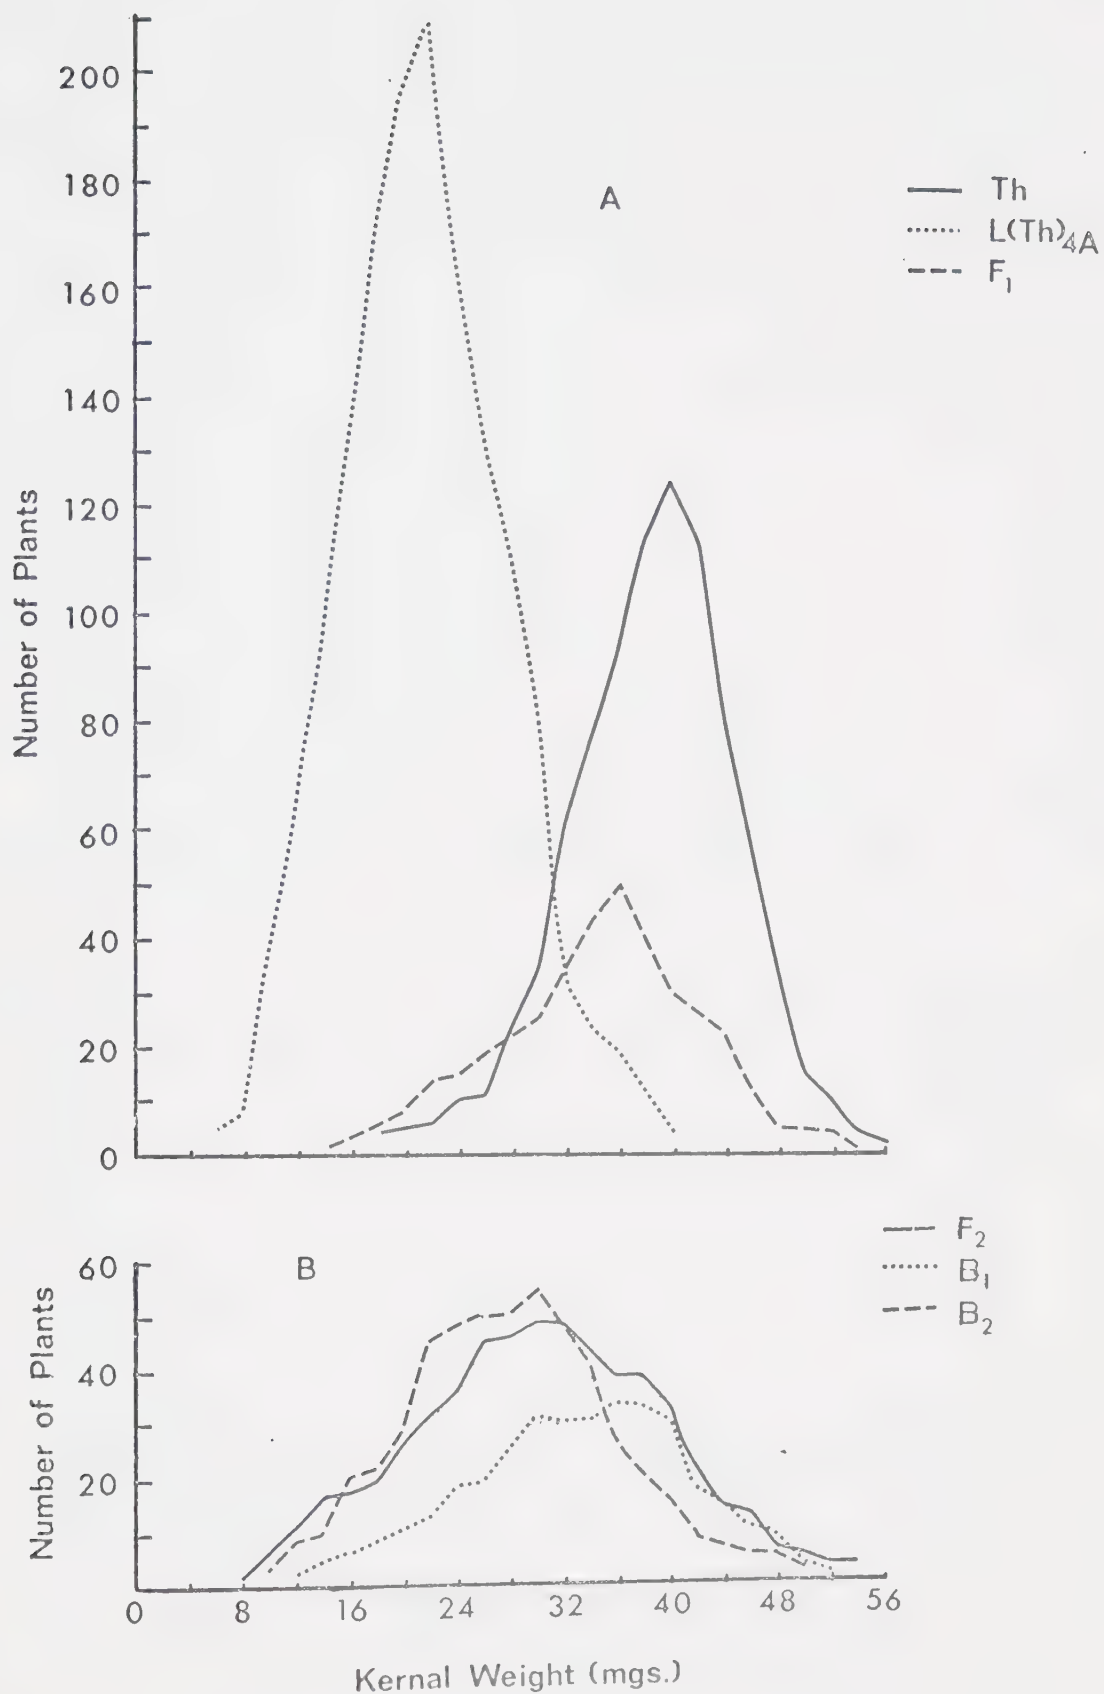 200
180
160
140
120
100
80
60
40
20
0
Number of Plants
A
Th
L(Th)4A
F1
B
F2
B1
B2
60
40
20
Number of Plants
0 8 16 24 32 40 48 56
Kernal Weight (mgs.)